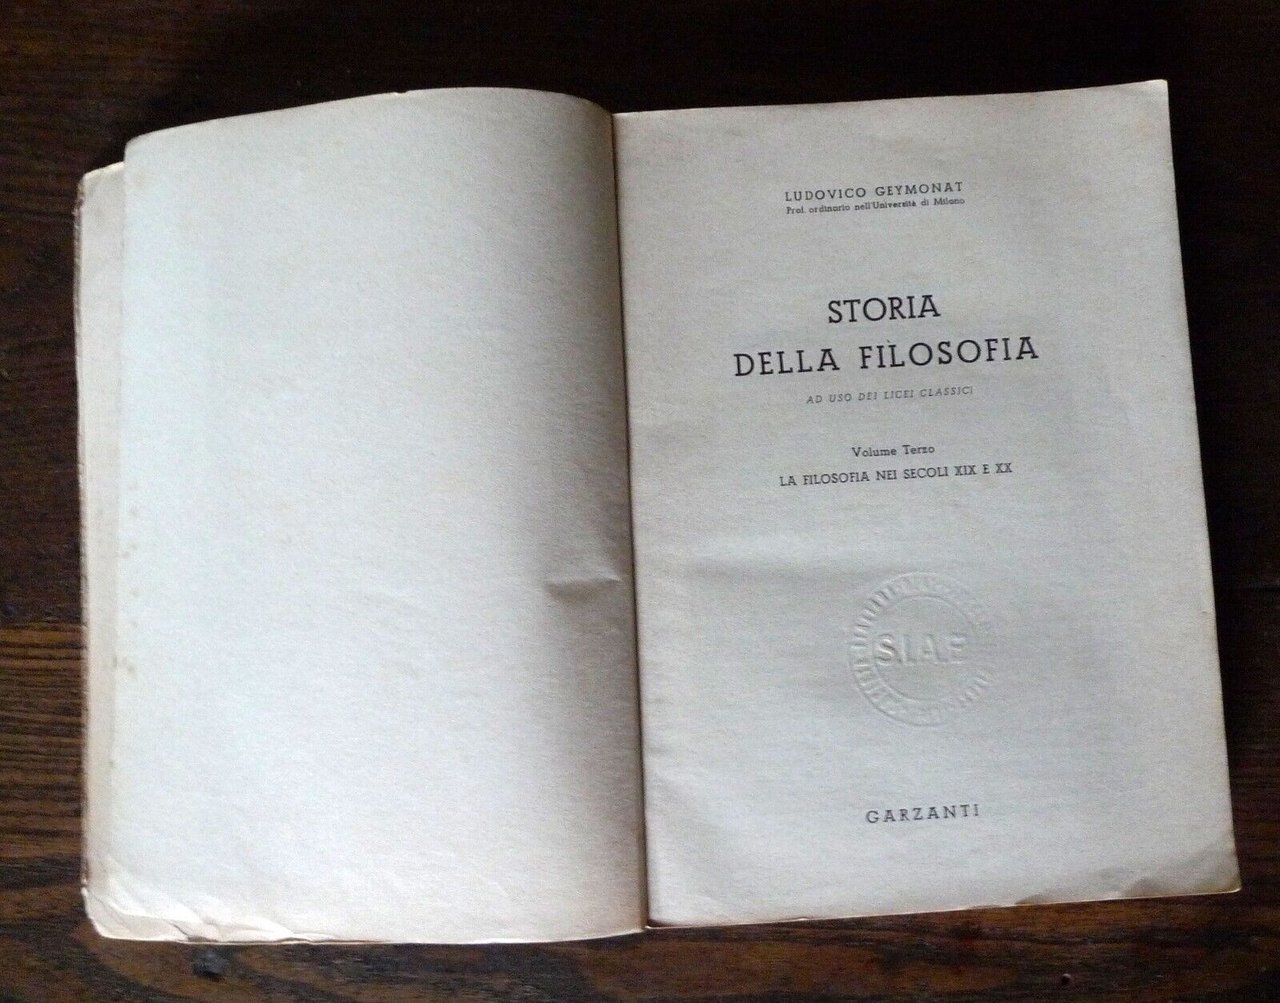 LUDOVICO GEYMONAT
Prof. ordinario nell'Università di Milano
STORIA
DELLA FILOSOFIA
AD USO DEI LICEI CLASSICI
Volume Terzo
LA FILOSOFIA NEI SECOLI XIX E XX
S.I.A.E
GARZANTI